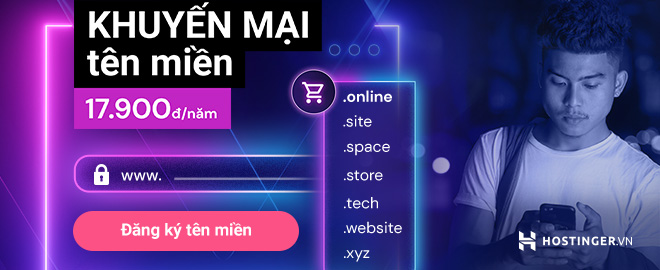 KHUYẾN MẠI
tên miền
17.900đ/năm
www.
Đăng ký tên miền
.online
.site
.space
.store
.tech
.website
.xyz
HOSTINGER.VN